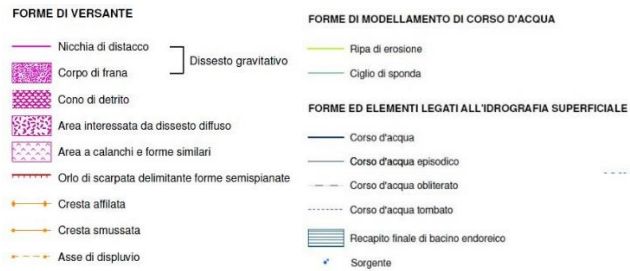 FORME DI VERSANTE
Nicchia di distacco
Corpo di frana
Dissesto gravitativo
Cono di detrito
Area interessata da dissesto diffuso
Area a calanchi e forme similari
Orlo di scarpata delimitante forme semispianate
Cresta affilata
Cresta smussata
Asse di displuvio
FORME DI MODELLAMENTO DI CORSO D'ACQUA
Ripa di erosione
Ciglio di sponda
FORME ED ELEMENTI LEGATI ALL'IDROGRAFIA SUPERFICIALE
Corso d'acqua
Corso d'acqua episodico
Corso d'acqua obliterato
Corso d'acqua tombato
Recapito finale di bacino endoreico
Sorgente